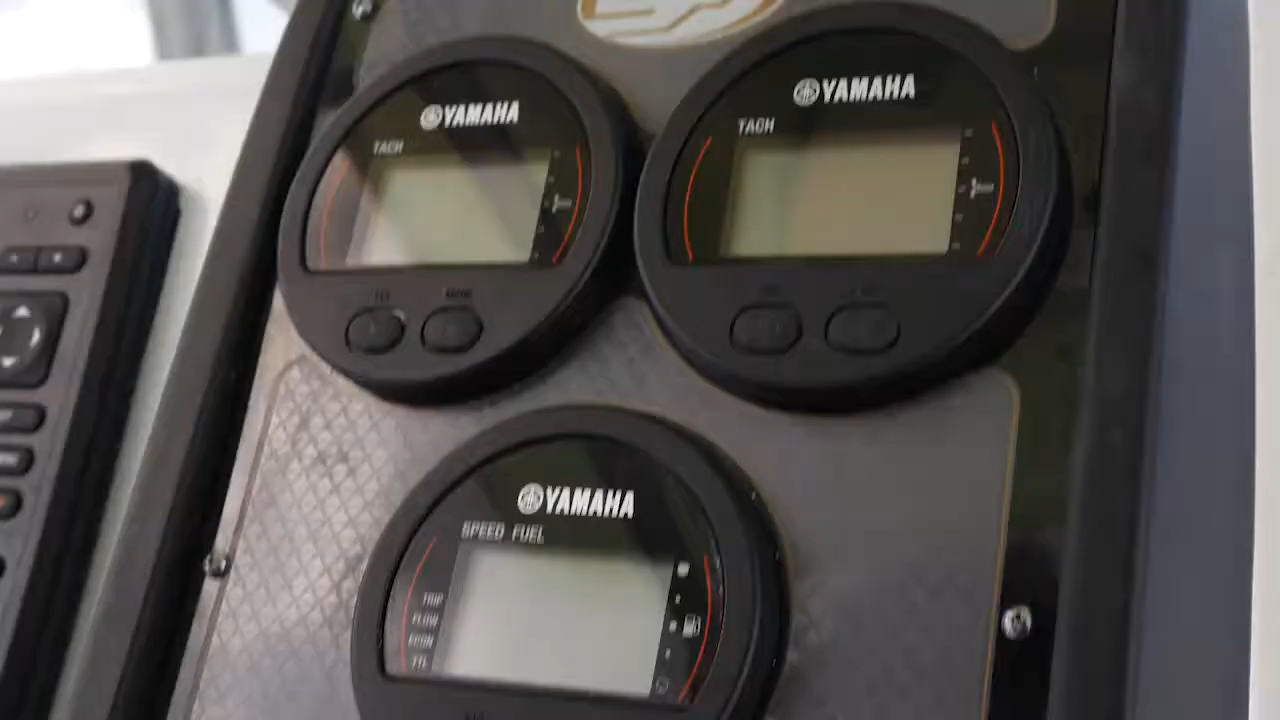 YAMAHA
TACH
YAMAHA
TACH
YAMAHA
SPEED FUEL
TRIP
FLOW
ECON
TTL